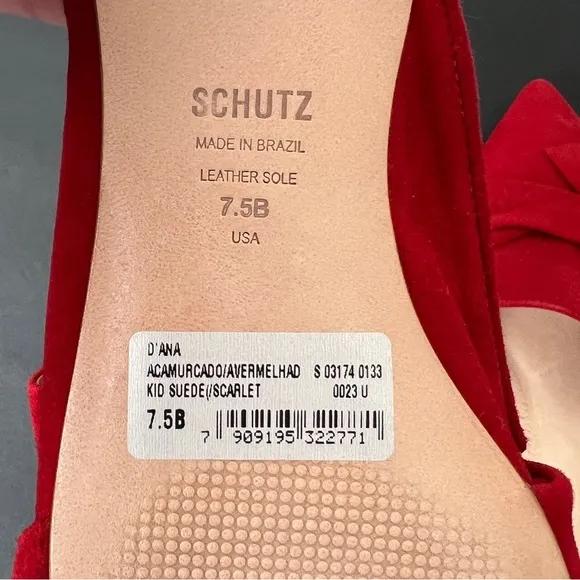 SCHUTZ
MADE IN BRAZIL
LEATHER SOLE
7.5B
USA
D'ANA
ACAMURCADO/AVERMELHAD S 03174 0133
KID SUEDE(/SCARLET 0023 U
7.5B
7 909195 322771